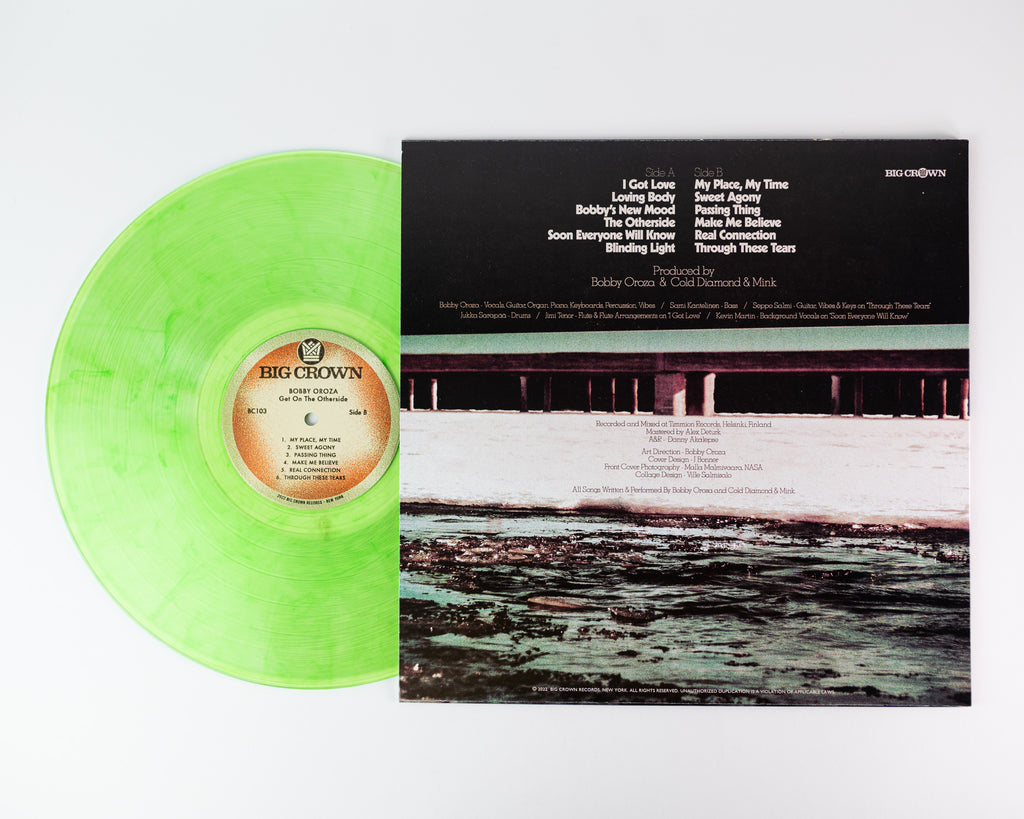 BIG CROWN
BOBBY OROZA
Get On The Otherside
BC103
Side B
1. MY PLACE, MY TIME
2. SWEET AGONY
3. PASSING THING
4. MAKE ME BELIEVE
5. REAL CONNECTION
6. THROUGH THESE TEARS
2022 BIG CROWN RECORDS · NEW YORK
Side A
I Got Love
Loving Body
Bobby's New Mood
The Otherside
Soon Everyone Will Know
Blinding Light
Side B
My Place, My Time
Sweet Agony
Passing Thing
Make Me Believe
Real Connection
Through These Tears
BIG CROWN
Produced by
Bobby Oroza & Cold Diamond & Mink
Bobby Oroza - Vocals, Guitar, Organ, Piano, Keyboards, Percussion, Vibes / Sami Kantelinen - Bass / Seppo Salmi - Guitar, Vibes & Keys on "Through These Tears"
Jukka Sarapaa - Drums / Jimi Tenor - Flute & Flute Arrangements on "I Got Love" / Kevin Martin - Background Vocals on "Soon Everyone Will Know"
Recorded and Mixed at Timmion Records, Helsinki, Finland
Mastered by Alex Deturk
A&R - Danny Akalepse
Art Direction - Bobby Oroza
Cover Design - J Bonner
Front Cover Photography - Malla Malmivaara, NASA
Collage Design - Ville Salmisalo
All Songs Written & Performed By Bobby Oroza and Cold Diamond & Mink
© 2022 BIG CROWN RECORDS, NEW YORK. ALL RIGHTS RESERVED. UNAUTHORIZED DUPLICATION IS A VIOLATION OF APPLICABLE LAWS.